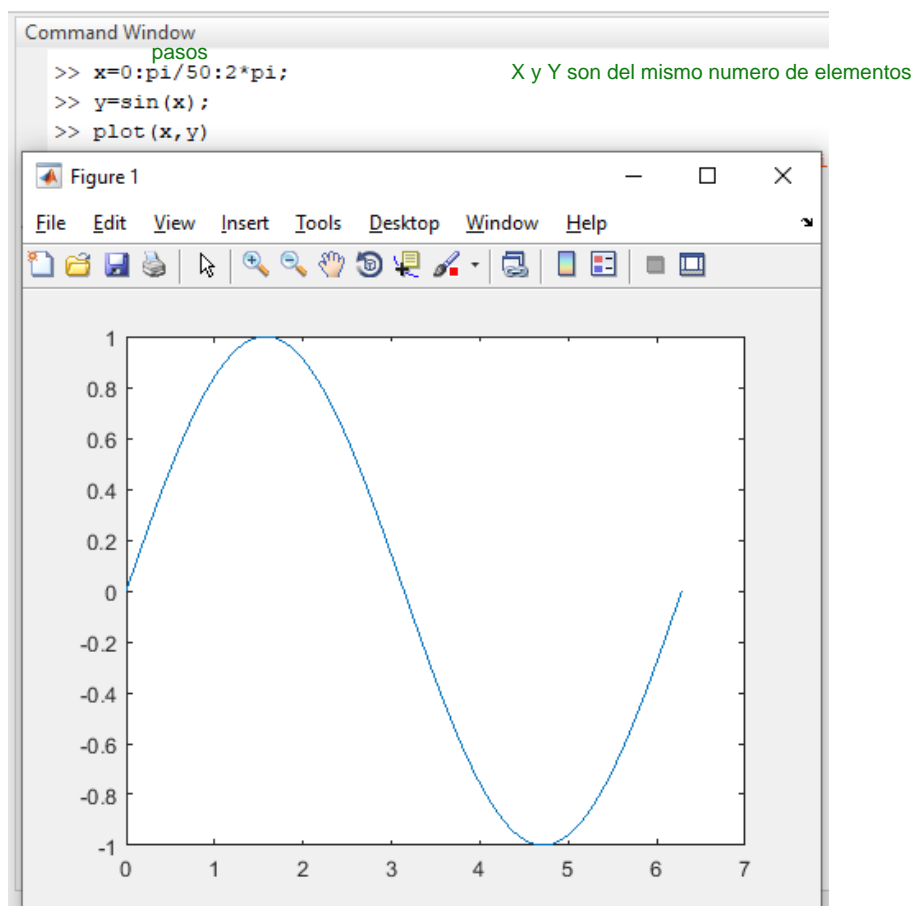 Command Window
pasos
>> x=0:pi/50:2*pi;
X y Y son del mismo numero de elementos
>> y=sin(x);
>> plot(x,y)
Figure 1
File Edit View Insert Tools Desktop Window Help
1
0.8
0.6
0.4
0.2
0
-0.2
-0.4
-0.6
-0.8
-1
0 1 2 3 4 5 6 7